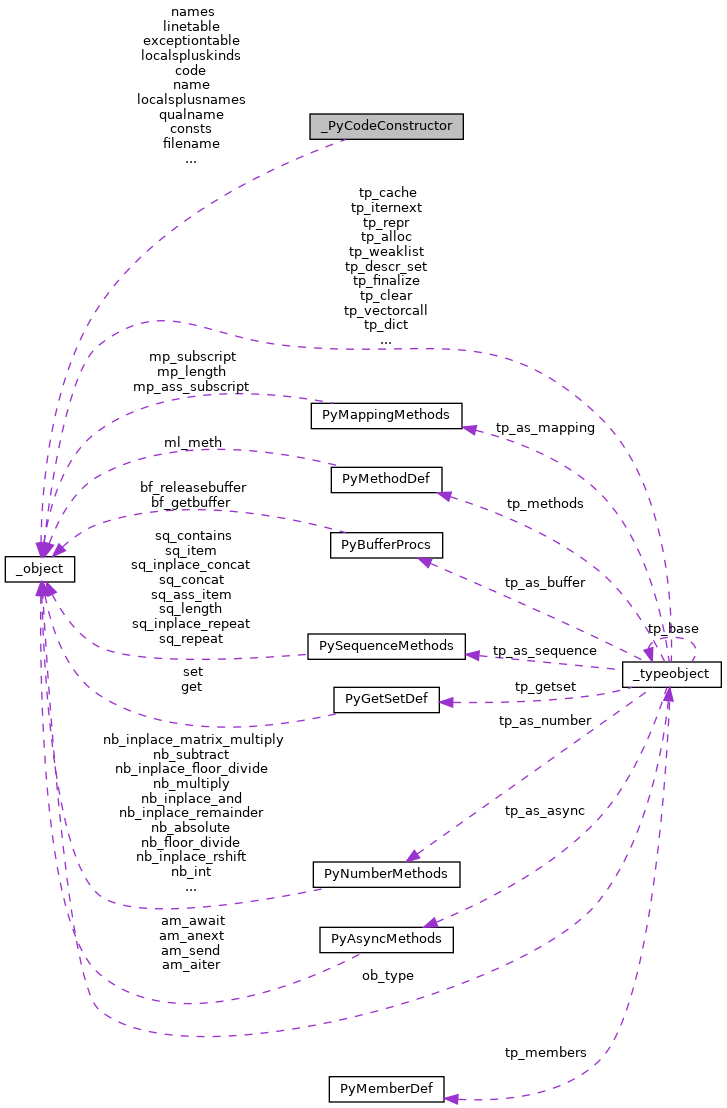 names
linetable
exceptiontable
localspluskinds
code
name
localsplusnames
qualname
consts
filename
...
_PyCodeConstructor
tp_cache
tp_iternext
tp_repr
tp_alloc
tp_weaklist
tp_descr_set
tp_finalize
tp_clear
tp_vectorcall
tp_dict
...
mp_subscript
mp_length
mp_ass_subscript
PyMappingMethods
tp_as_mapping
ml_meth
PyMethodDef
tp_methods
bf_releasebuffer
bf_getbuffer
PyBufferProcs
_object
tp_as_buffer
sq_contains
sq_item
sq_inplace_concat
sq_concat
sq_ass_item
sq_length
sq_inplace_repeat
sq_repeat
PySequenceMethods
tp_as_sequence
tp_base
_typeobject
set
get
PyGetSetDef
tp_getset
tp_as_number
nb_inplace_matrix_multiply
nb_subtract
nb_inplace_floor_divide
nb_multiply
nb_inplace_and
nb_inplace_remainder
nb_absolute
nb_floor_divide
nb_inplace_rshift
nb_int
...
PyNumberMethods
tp_as_async
am_await
am_anext
am_send
am_aiter
PyAsyncMethods
ob_type
tp_members
PyMemberDef